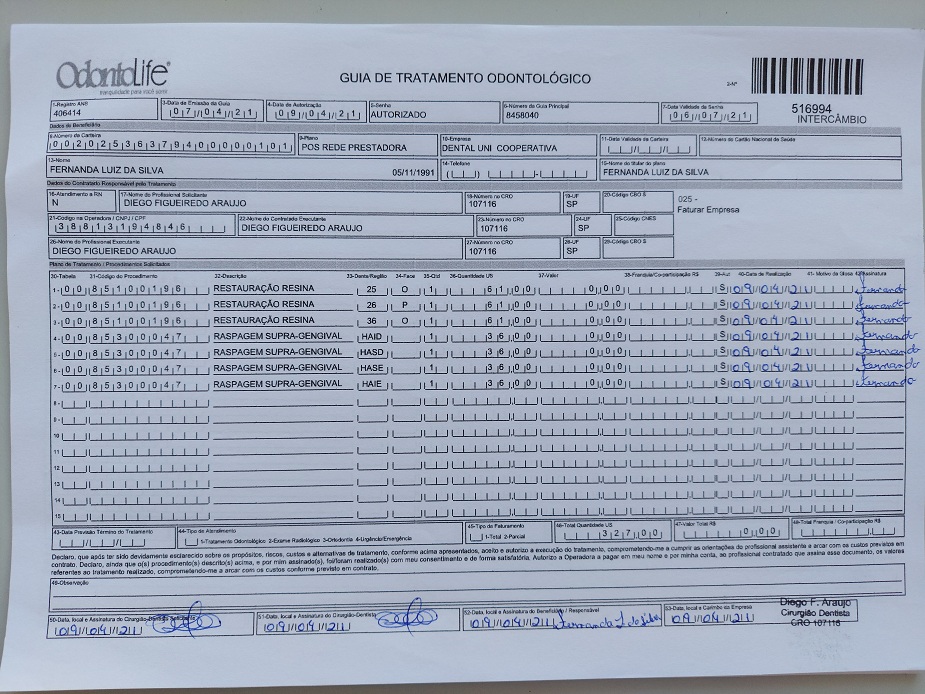 OdontoLife®
tranquilidade para você sorrir
GUIA DE TRATAMENTO ODONTOLÓGICO
2-Nº
516994
INTERCÂMBIO
1-Registro ANS 3-Data de Emissão da Guia 4-Data de Autorização 5-Senha 6-Número da Guia Principal 7-Data Validade da Senha
406414 07/04/21 09/04/21 AUTORIZADO 8458040 06/07/21
Dados do Beneficiário
8-Número da Carteira 9-Plano 10-Empresa 11-Data Validade da Carteira 12-Número do Cartão Nacional de Saúde
00202536379400000101 POS REDE PRESTADORA DENTAL UNI COOPERATIVA
13-Nome 14-Telefone 15-Nome do titular do plano
FERNANDA LUIZ DA SILVA 05/11/1991 FERNANDA LUIZ DA SILVA
Dados do Contratado Responsável pelo Tratamento
16-Atendimento a RN 17-Nome do Profissional Solicitante 18-Número no CRO 19-UF 20-Código CBO S
N DIEGO FIGUEIREDO ARAUJO 107116 SP
025 -
Faturar Empresa
21-Código na Operadora / CNPJ / CPF 22-Nome do Contratado Executante 23-Número no CRO 24-UF 25-Código CNES
38813194846 DIEGO FIGUEIREDO ARAUJO 107116 SP
26-Nome do Profissional Executante 27-Número no CRO 28-UF 29-Código CBO S
DIEGO FIGUEIREDO ARAUJO 107116 SP
Plano de Tratamento / Procedimentos Solicitados
30-Tabela 31-Código do Procedimento 32-Descrição 33-Dente/Região 34-Face 35-Qtd 36-Quantidade US 37-Valor 38-Franquia/Co-participação R$ 39-Aut 40-Data de Realização 41- Motivo da Glosa 42-Assinatura
1- 00 85100196 RESTAURAÇÃO RESINA 25 O 1 61,00 0,00 S 09/04/21 Fernanda
2- 00 85100196 RESTAURAÇÃO RESINA 26 P 1 61,00 0,00 S 09/04/21 Fernanda
3- 00 85100196 RESTAURAÇÃO RESINA 36 O 1 61,00 0,00 S 09/04/21 Fernanda
4- 00 85300047 RASPAGEM SUPRA-GENGIVAL HAID 1 36,00 0,00 S 09/04/21 Fernanda
5- 00 85300047 RASPAGEM SUPRA-GENGIVAL HASD 1 36,00 0,00 S 09/04/21 Fernanda
6- 00 85300047 RASPAGEM SUPRA-GENGIVAL HASE 1 36,00 0,00 S 09/04/21 Fernanda
7- 00 85300047 RASPAGEM SUPRA-GENGIVAL HAIE 1 36,00 0,00 S 09/04/21 Fernanda
8-
9-
10
11
12
13
14
15
43-Data Previsão Término do Tratamento 44-Tipo de Atendimento 45-Tipo de Faturamento 46-Total Quantidade US 47-Valor Total R$ 48-Total Franquia / Co-participação R$
1-Tratamento Odontológico 2-Exame Radiológico 3-Ortodontia 4-Urgência/Emergência 1-Total 2-Parcial 327,00 0,00
Declaro, que após ter sido devidamente esclarecido sobre os propósitos, riscos, custos e alternativas de tratamento, conforme acima apresentados, aceito e autorizo a execução do tratamento, comprometendo-me a cumprir as orientações do profissional assistente e arcar com os custos previstos em
contrato. Declaro, ainda que o(s) procedimento(s) descrito(s) acima, e por mim assinado(s), foi/foram realizado(s) com meu consentimento e de forma satisfatória. Autorizo a Operadora a pagar em meu nome e por minha conta, ao profissional contratado que assina esse documento, os valores
referentes ao tratamento realizado, comprometendo-me a arcar com os custos conforme previsto em contrato.
49-Observação
50-Data, local e Assinatura do Cirurgião-Dentista Solicitante 51-Data, local e Assinatura do Cirurgião-Dentista 52-Data, local e Assinatura do Beneficiário / Responsável 53-Data, local e Carimbo da Empresa
09/04/21 09/04/21 09/04/21 Fernanda L da Silva 09/04/21
Diego F. Araujo
Cirurgião Dentista
CRO 107116